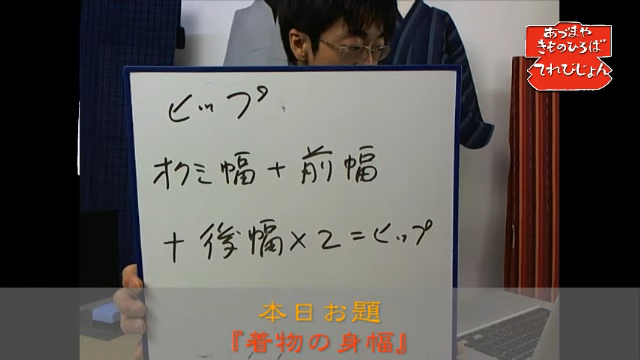 あづまや
きものひろば
てれびじょん
ヒップ
オクミ幅+前幅
+後幅×2=ヒップ
本日お題
『着物の身幅』